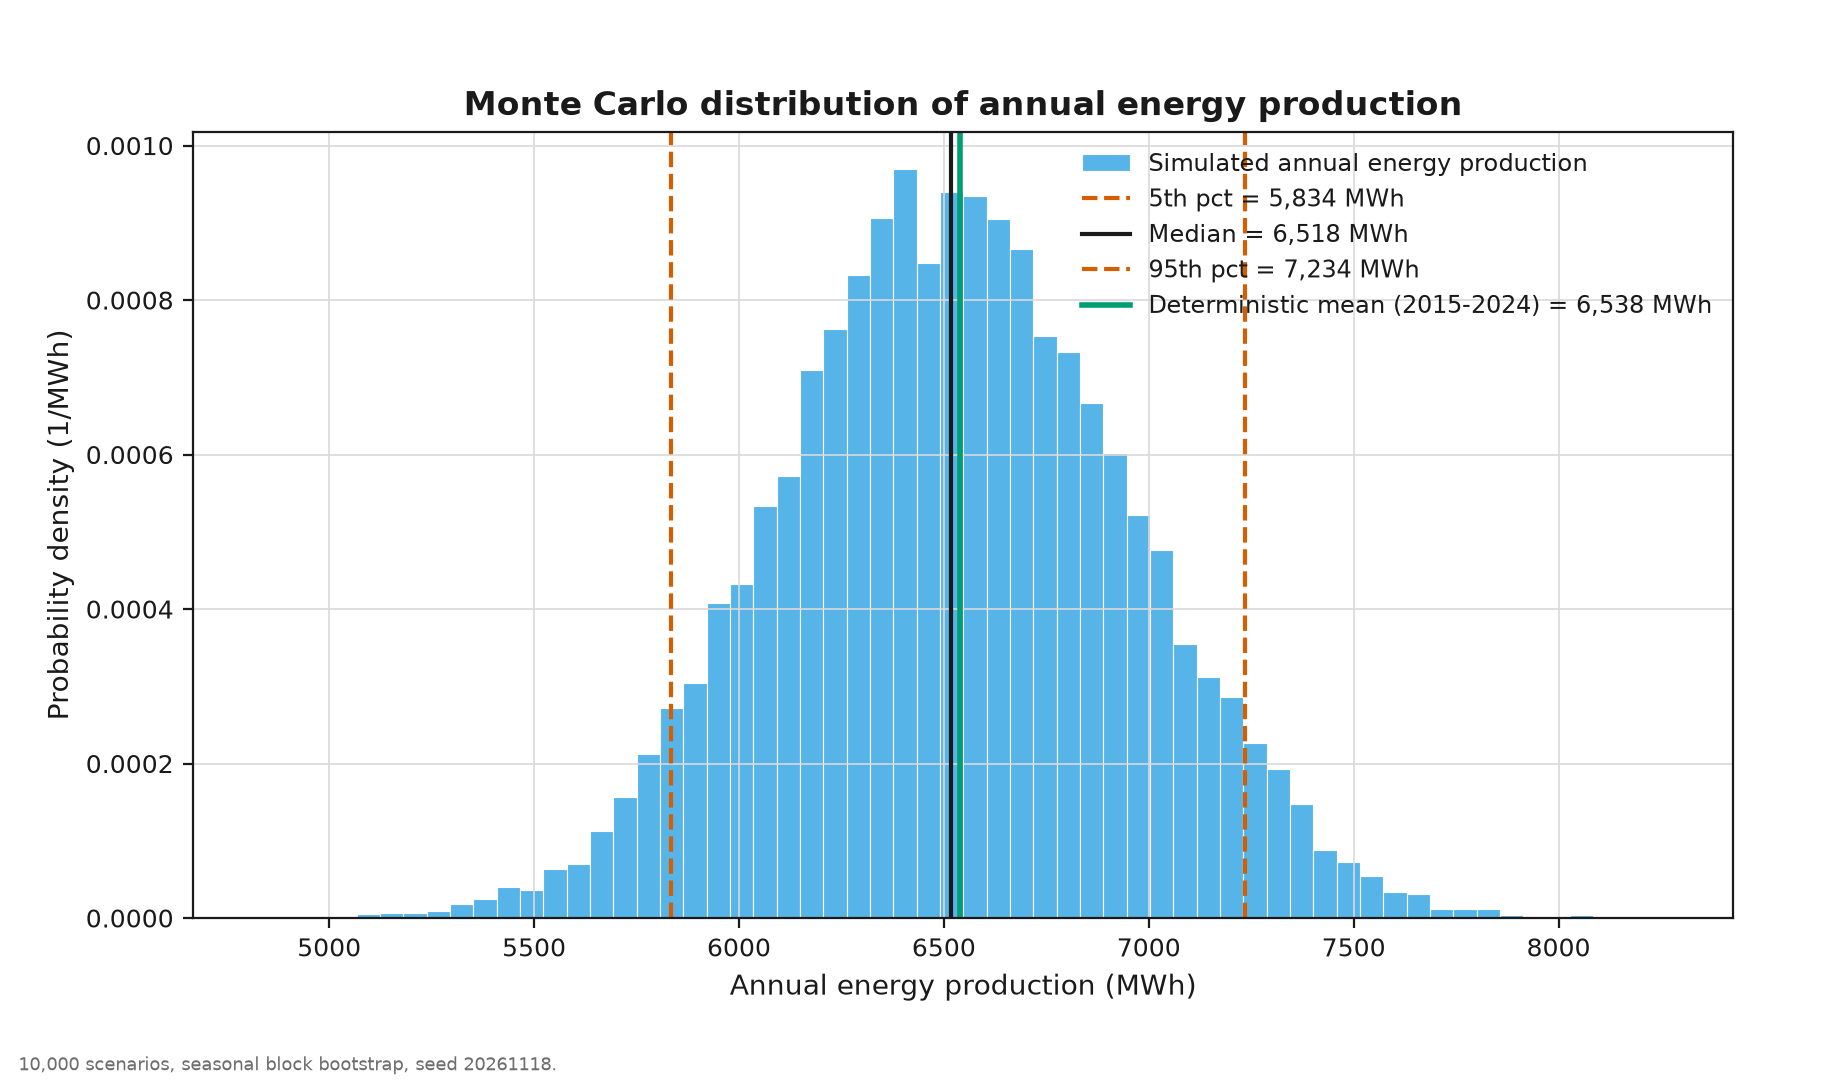 Monte Carlo distribution of annual energy production
0.0010
0.0008
0.0006
0.0004
0.0002
0.0000
Probability density (1/MWh)
Simulated annual energy production
5th pct = 5,834 MWh
Median = 6,518 MWh
95th pct = 7,234 MWh
Deterministic mean (2015-2024) = 6,538 MWh
5000 5500 6000 6500 7000 7500 8000
Annual energy production (MWh)
10,000 scenarios, seasonal block bootstrap, seed 20261118.